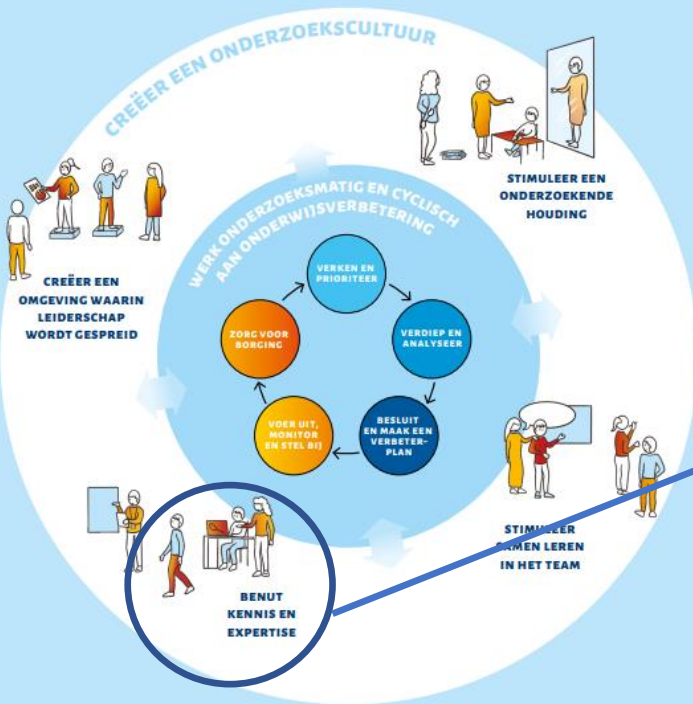 CREËER EEN ONDERZOEKSCULTUUR
STIMULEER EEN
ONDERZOEKENDE
HOUDING
WERK ONDERZOEKSMATIG EN CYCLISCH
AAN ONDERWIJSVERBETERING
CREËER EEN
OMGEVING WAARIN
LEIDERSCHAP
WORDT GESPREID
VERKEN EN
PRIORITEER
ZORG VOOR
BORGING
VERDIEP EN
ANALYSEER
VOER UIT,
MONITOR
EN STEL BIJ
BESLUIT
EN MAAK EEN
VERBETER-
PLAN
STIMULEER
SAMEN LEREN
IN HET TEAM
BENUT
KENNIS EN
EXPERTISE